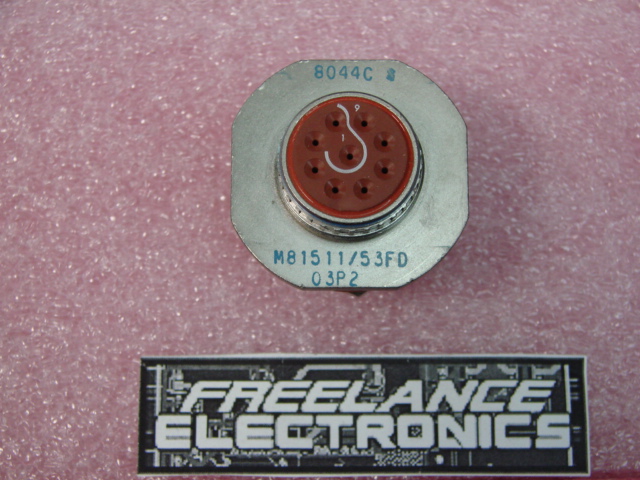 8044C
9
1
M81511/53FD
03P2
FREELANCE
ELECTRONICS